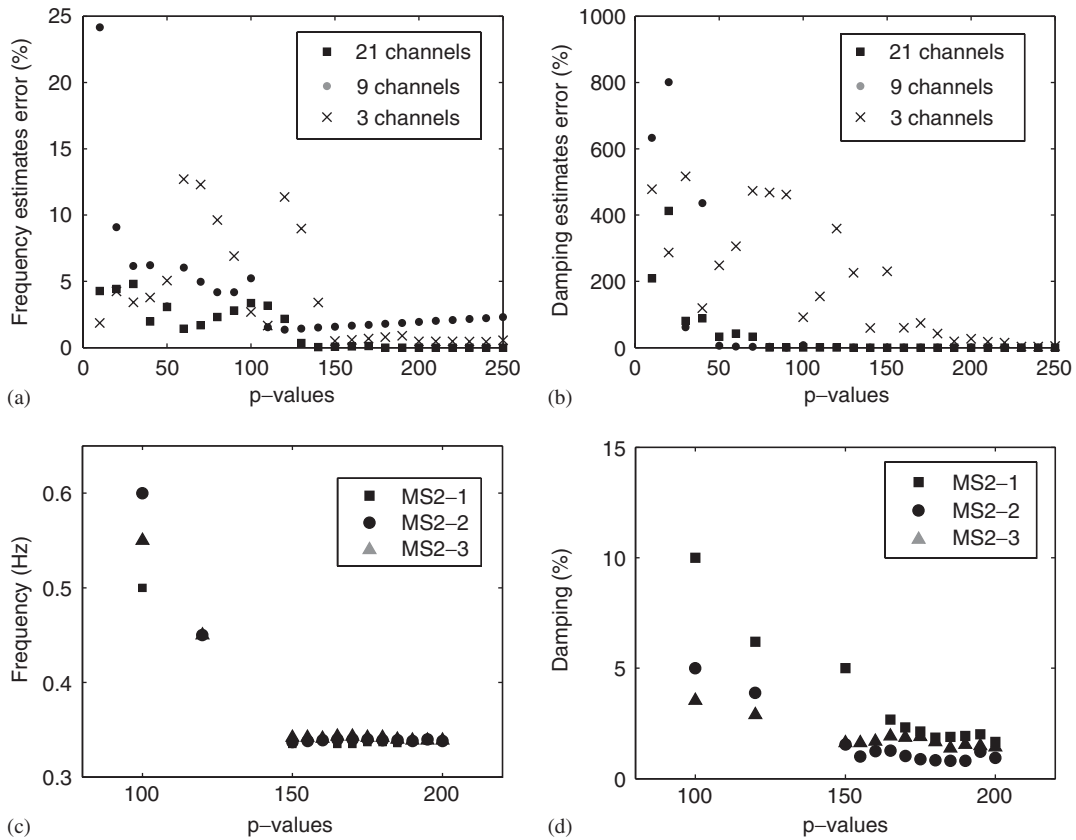 25
20
15
10
5
0
Frequency estimates error (%)
21 channels
9 channels
3 channels
0
50
100
150
200
250
p–values
(a)
1000
800
600
400
200
0
Damping estimates error (%)
21 channels
9 channels
3 channels
0
50
100
150
200
250
p–values
(b)
0.6
0.5
0.4
0.3
Frequency (Hz)
MS2–1
MS2–2
MS2–3
100
150
200
p–values
(c)
15
10
5
0
Damping (%)
MS2–1
MS2–2
MS2–3
100
150
200
p–values
(d)